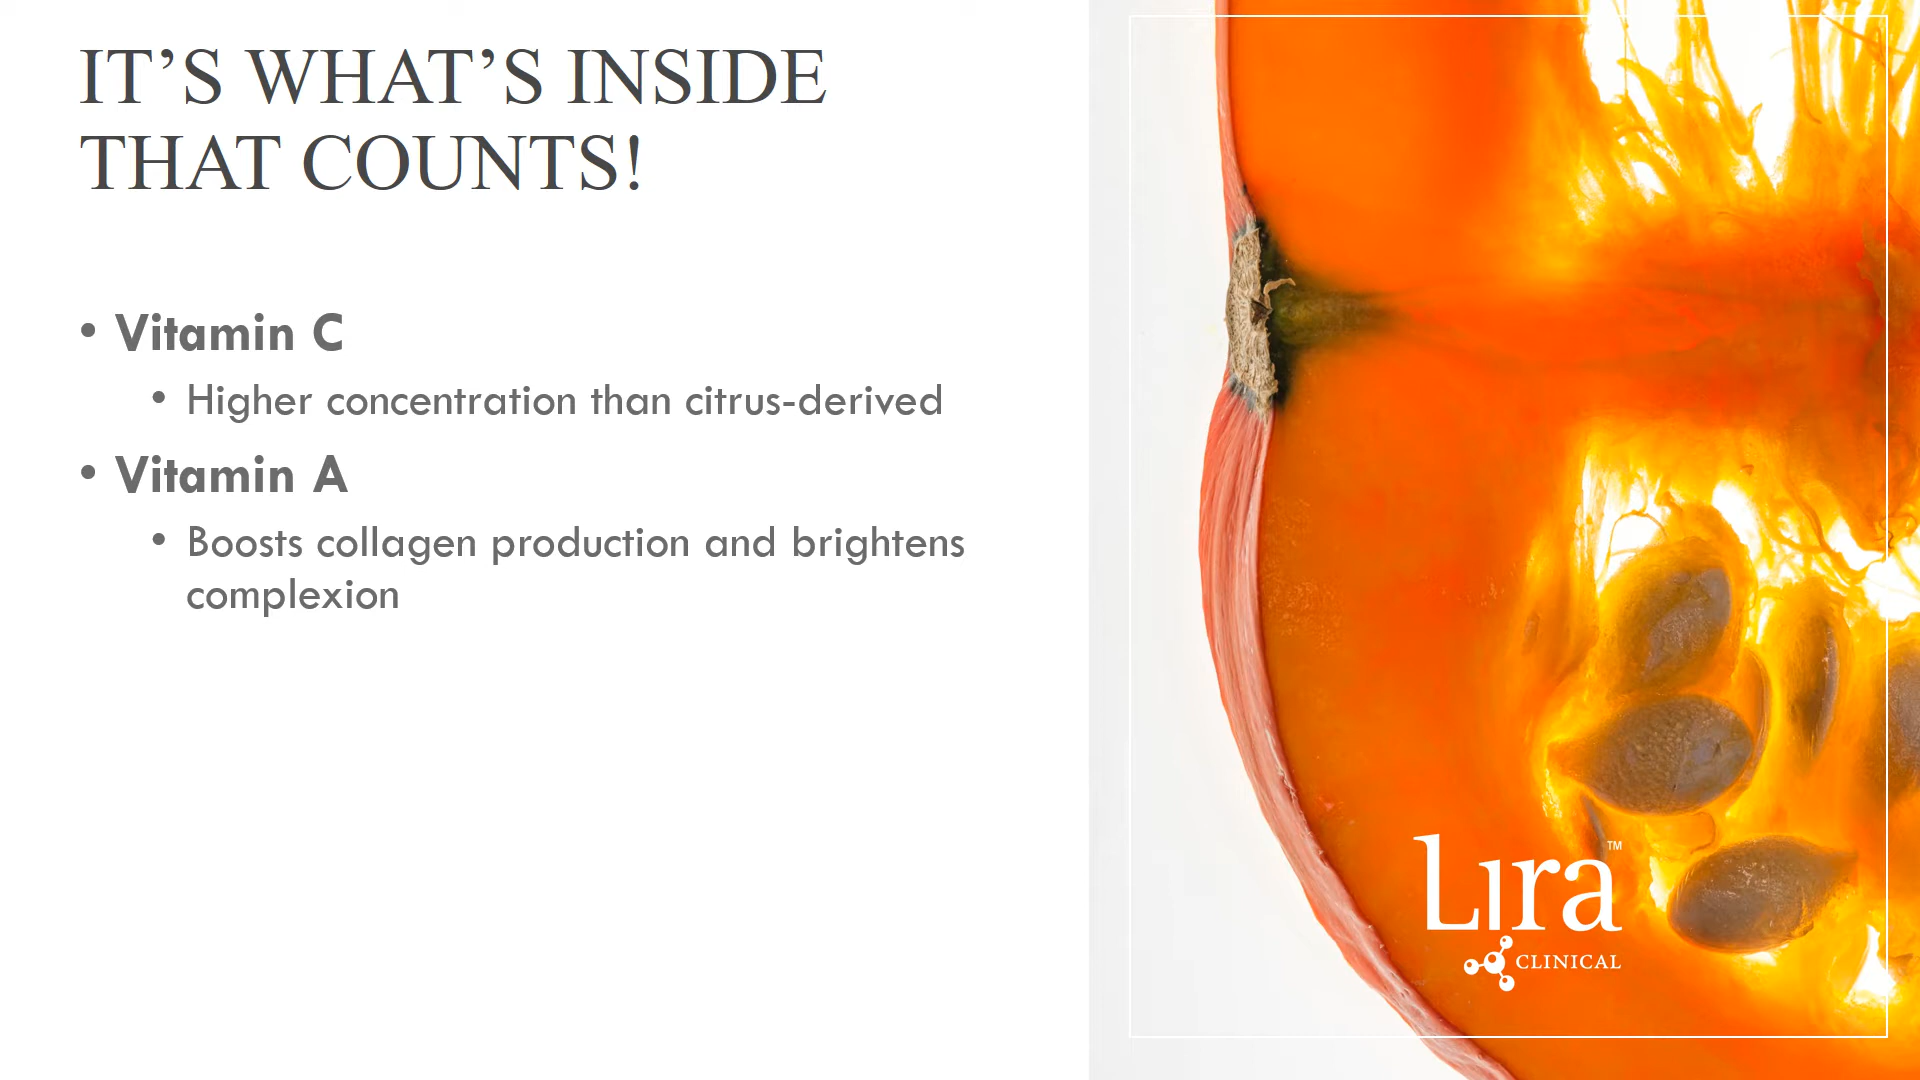 IT’S WHAT’S INSIDE
THAT COUNTS!
• Vitamin C
• Higher concentration than citrus-derived
• Vitamin A
• Boosts collagen production and brightens
complexion
Lira™
CLINICAL